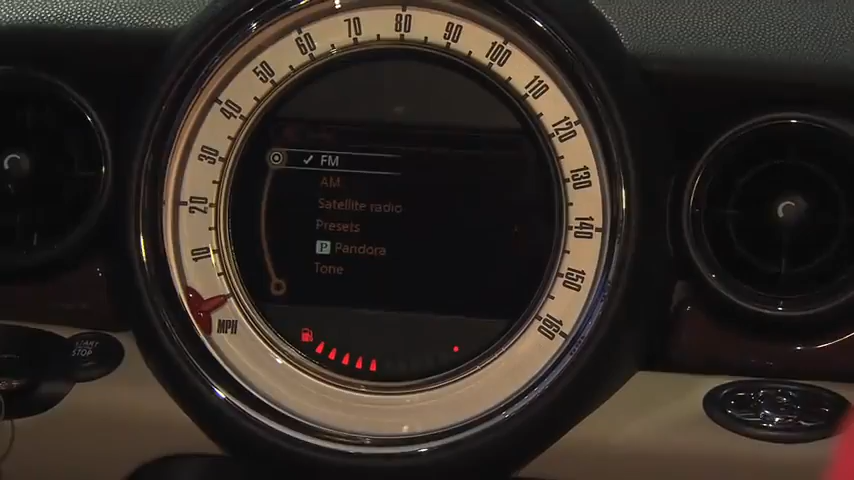 10
20
30
40
50
60
70
80
90
100
110
120
130
140
150
160
MPH
✓ FM
AM
Satellite radio
Presets
P Pandora
Tone
START
STOP